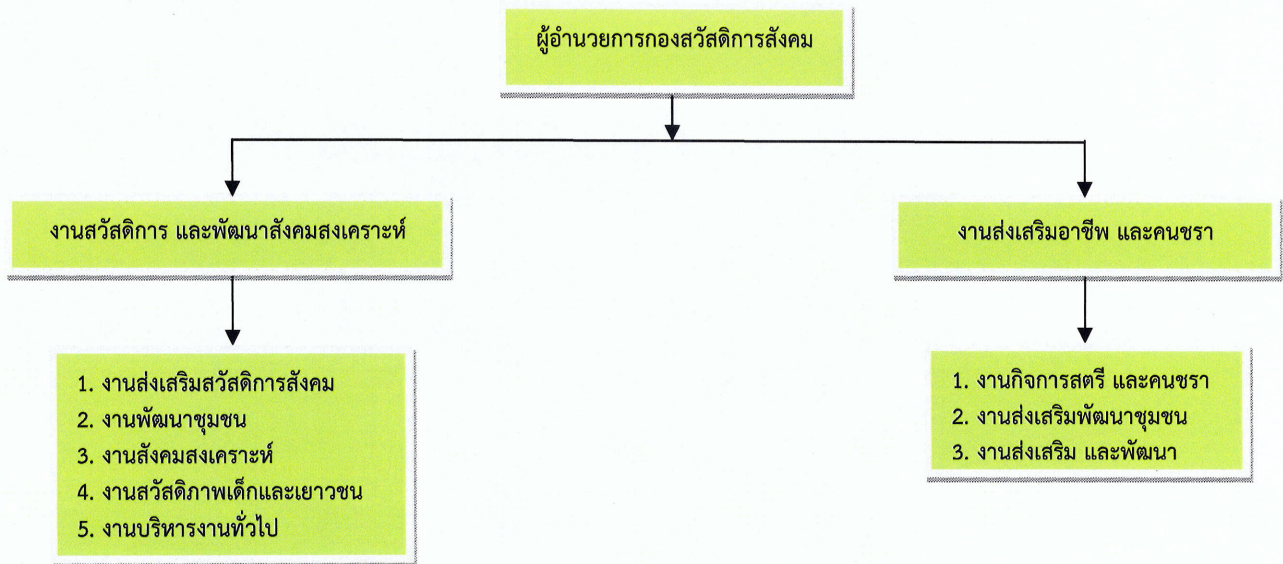 ผู้อำนวยการกองสวัสดิการสังคม
งานสวัสดิการ และพัฒนาสังคมสงเคราะห์
งานส่งเสริมอาชีพ และคนชรา
1. งานส่งเสริมสวัสดิการสังคม
2. งานพัฒนาชุมชน
3. งานสังคมสงเคราะห์
4. งานสวัสดิภาพเด็กและเยาวชน
5. งานบริหารงานทั่วไป
1. งานกิจการสตรี และคนชรา
2. งานส่งเสริมพัฒนาชุมชน
3. งานส่งเสริม และพัฒนา